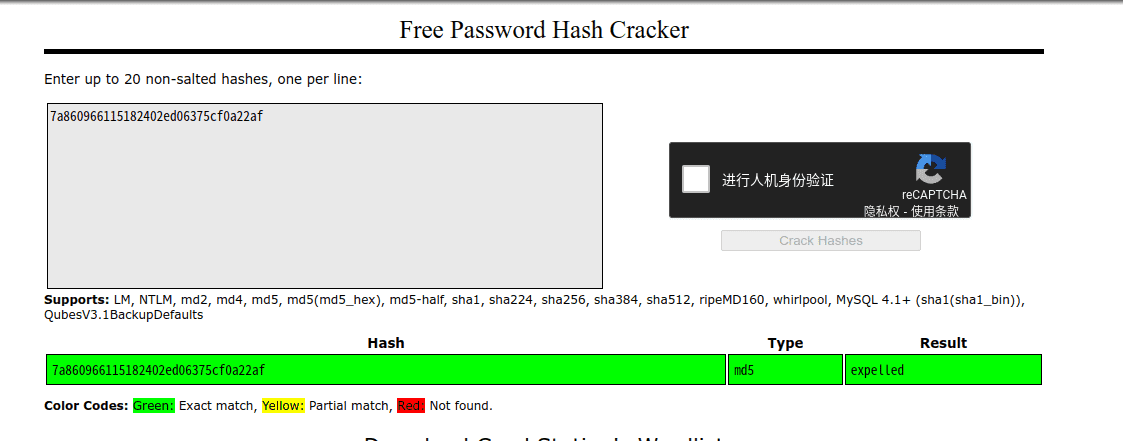 Free Password Hash Cracker
Enter up to 20 non-salted hashes, one per line:
7a860966115182402ed06375cf0a22af
进行人机身份验证
reCAPTCHA
隐私权 - 使用条款
Crack Hashes
Supports: LM, NTLM, md2, md4, md5, md5(md5_hex), md5-half, sha1, sha224, sha256, sha384, sha512, ripeMD160, whirlpool, MySQL 4.1+ (sha1(sha1_bin)),
QubesV3.1BackupDefaults
Hash Type Result
7a860966115182402ed06375cf0a22af md5 expelled
Color Codes: Green: Exact match, Yellow: Partial match, Red: Not found.